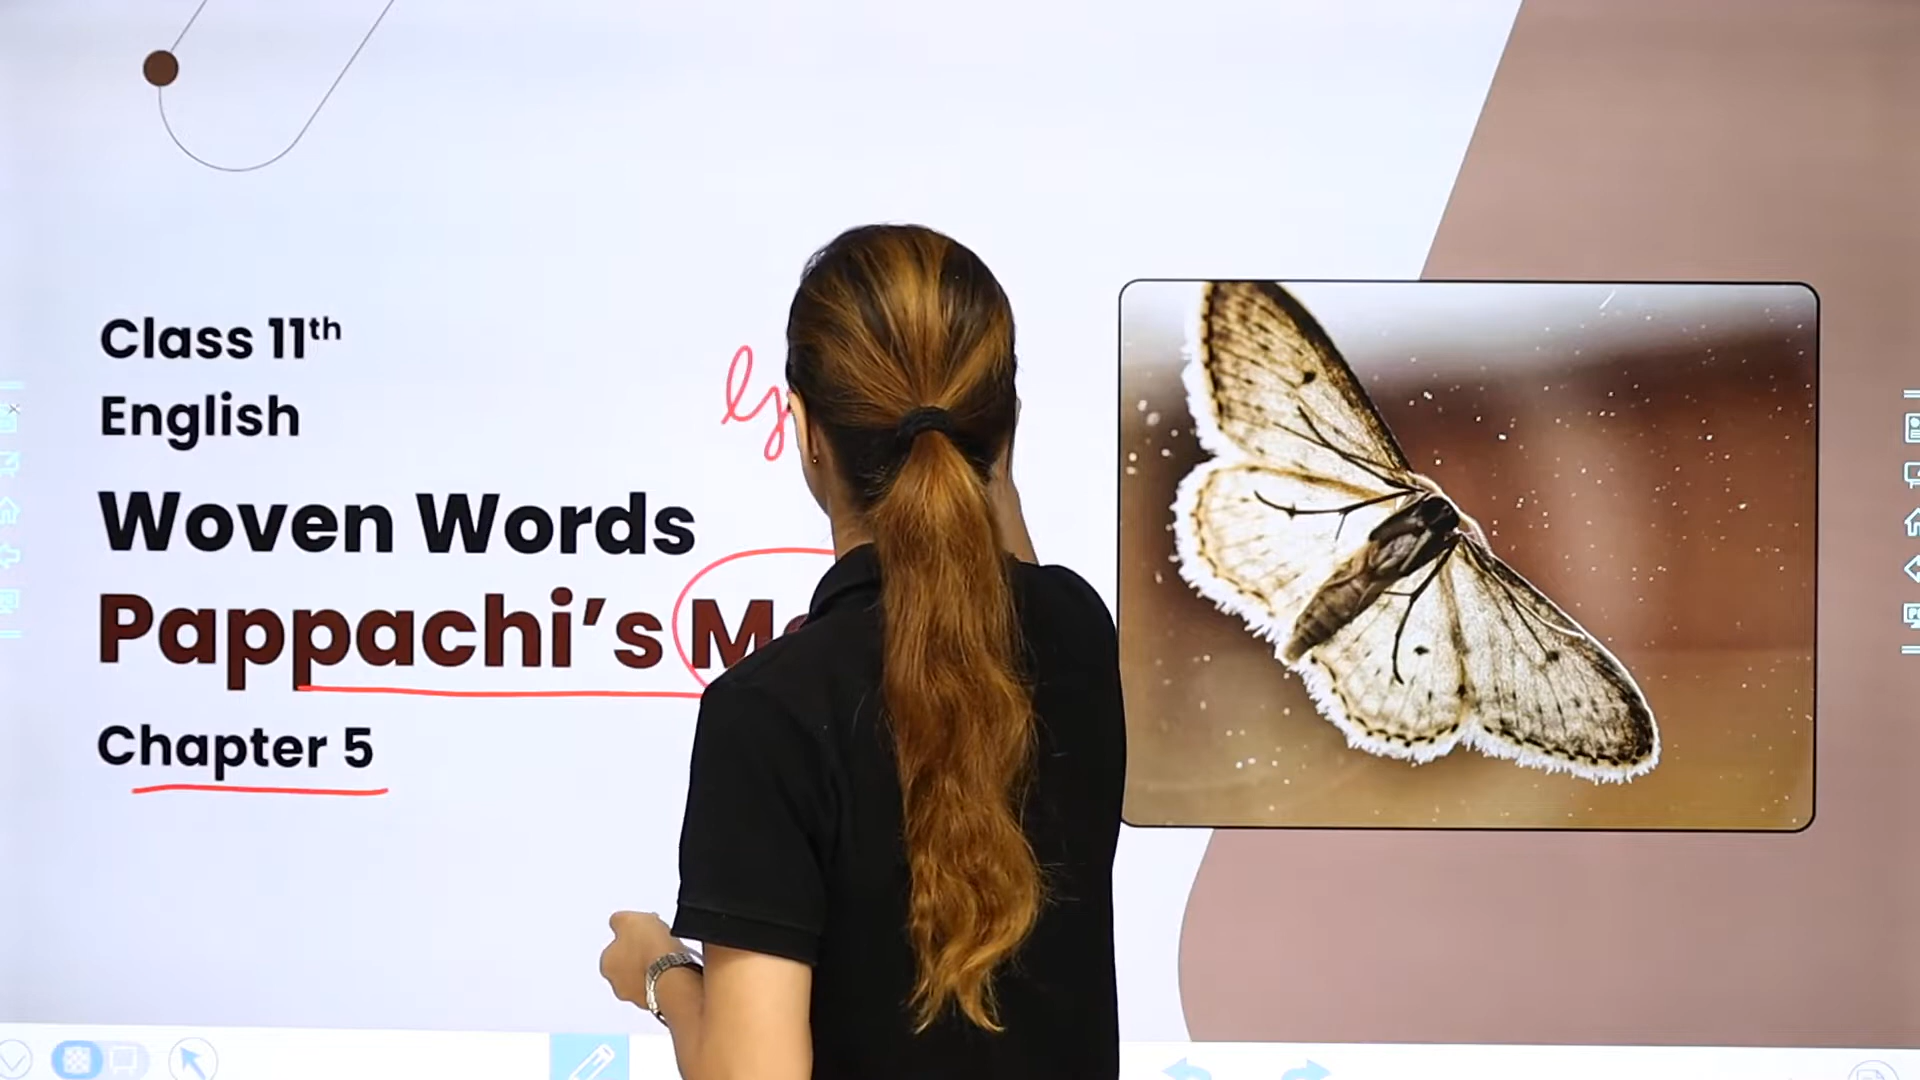 Class 11th
English
Woven Words
Pappachi's
Chapter 5